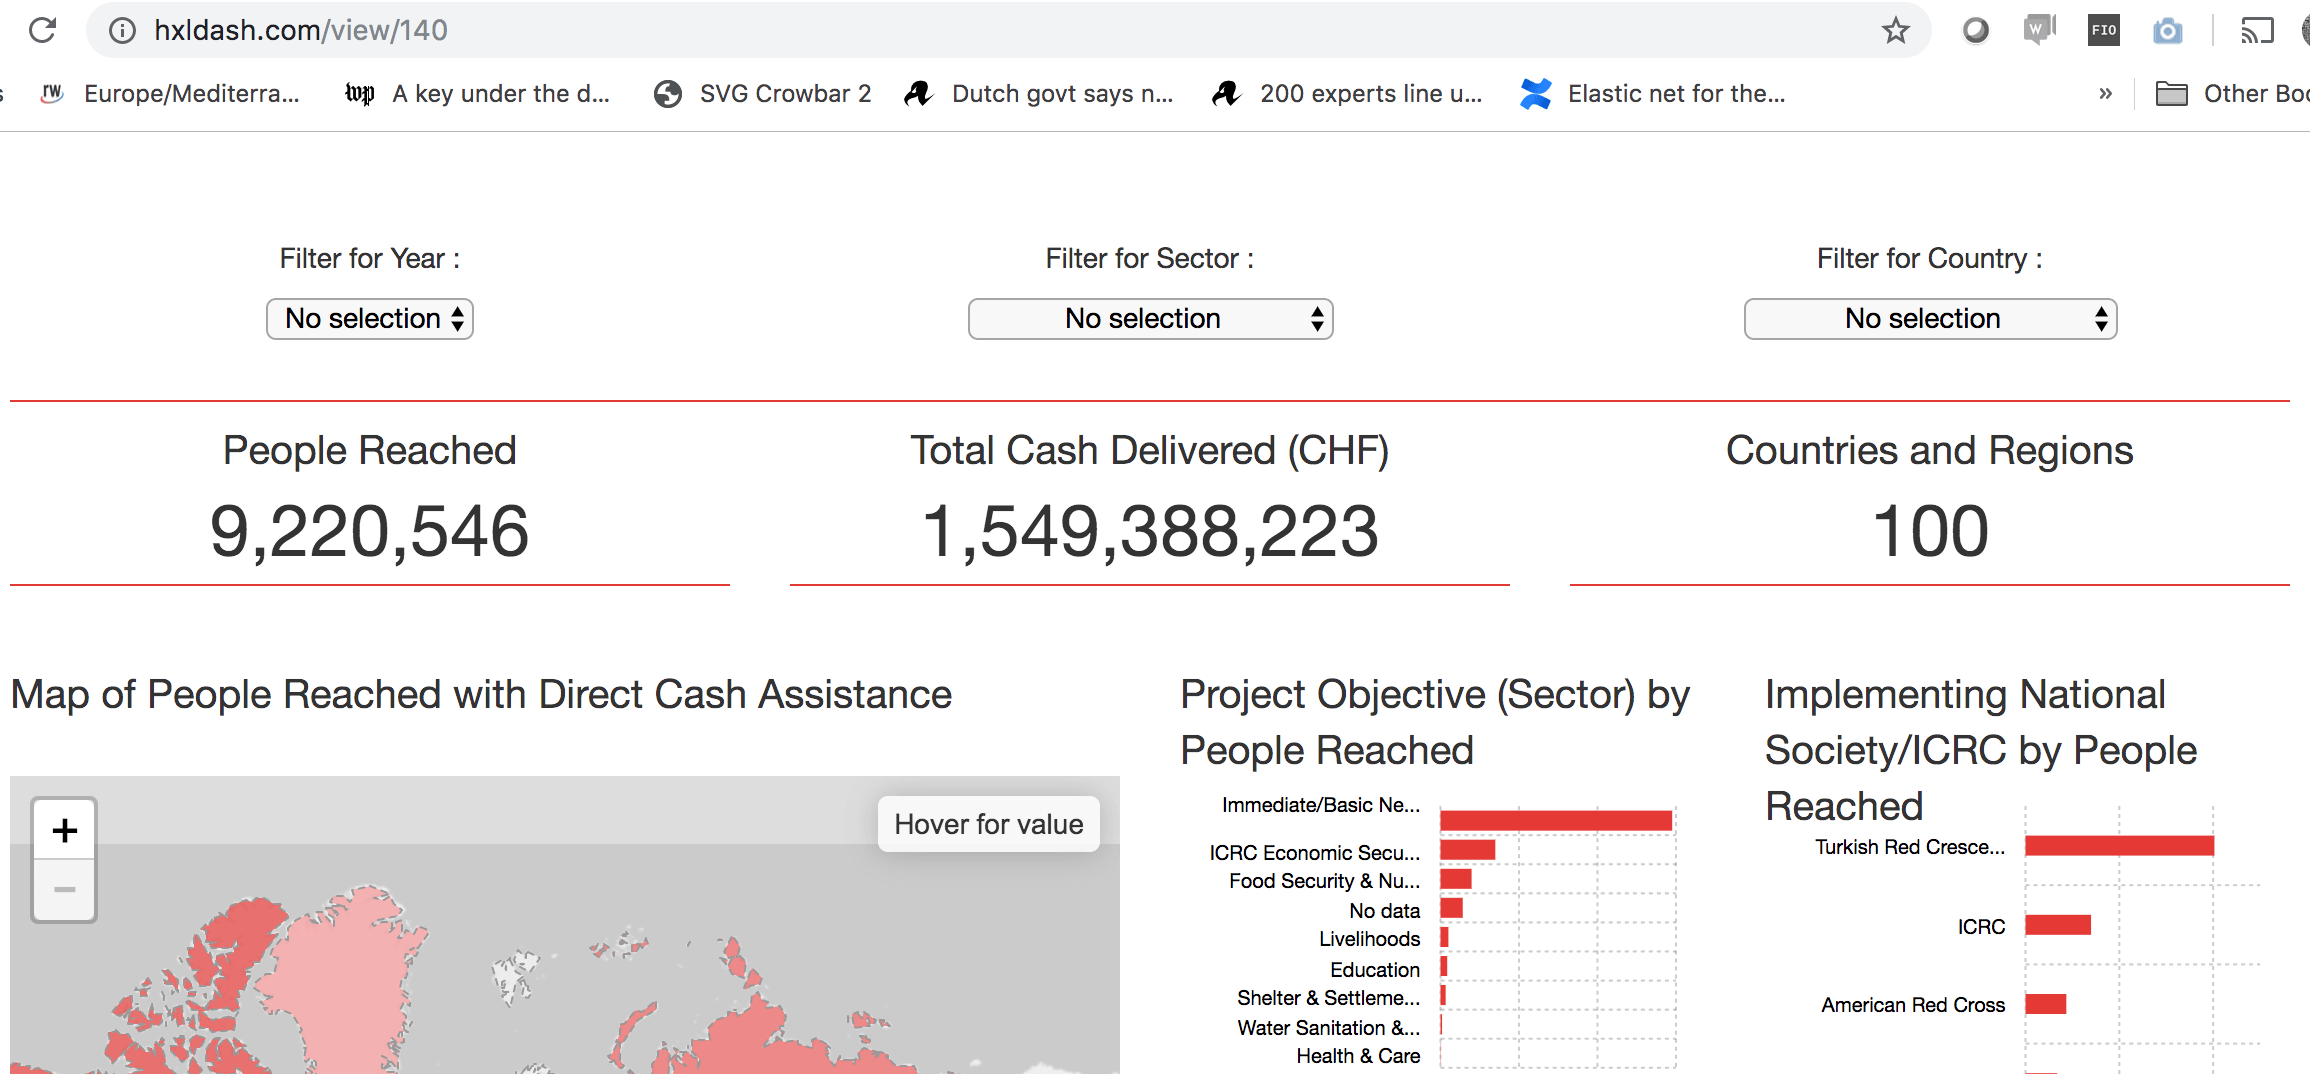 hxldash.com/view/140
FIO
rw Europe/Mediterra...
wp A key under the d...
SVG Crowbar 2
Dutch govt says n...
200 experts line u...
Elastic net for the...
»
Other Boo
Filter for Year :
Filter for Sector :
Filter for Country :
No selection
No selection
No selection
People Reached
Total Cash Delivered (CHF)
Countries and Regions
9,220,546
1,549,388,223
100
Map of People Reached with Direct Cash Assistance
+
−
Hover for value
Project Objective (Sector) by
People Reached
Immediate/Basic Ne...
ICRC Economic Secu...
Food Security & Nu...
No data
Livelihoods
Education
Shelter & Settleme...
Water Sanitation &...
Health & Care
Implementing National
Society/ICRC by People
Reached
Turkish Red Cresce...
ICRC
American Red Cross